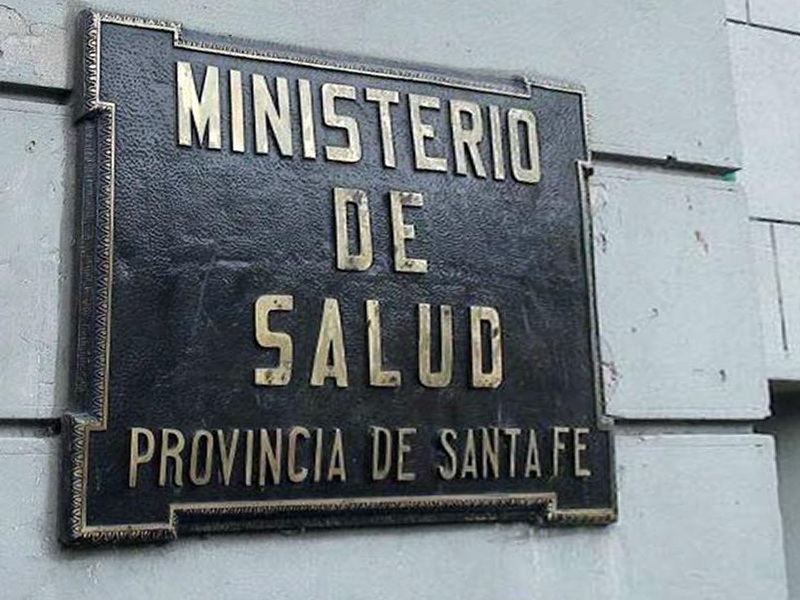 MINISTERIO
DE
SALUD
PROVINCIA DE SANTA FE